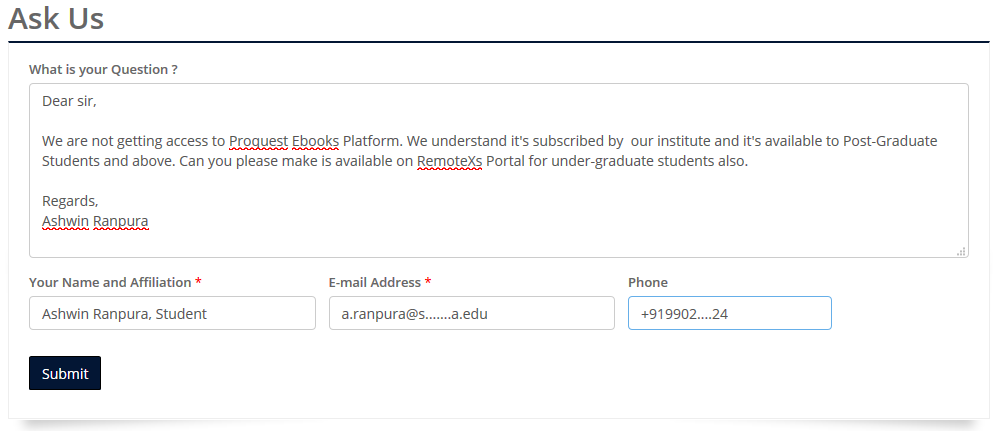 Ask Us
What is your Question ?
Dear sir,
We are not getting access to Proquest Ebooks Platform. We understand it's subscribed by  our institute and it's available to Post-Graduate
Students and above. Can you please make is available on RemoteXs Portal for under-graduate students also.
Regards,
Ashwin Ranpura
Your Name and Affiliation * E-mail Address * Phone
Ashwin Ranpura, Student a.ranpura@s.......a.edu +919902....24
Submit